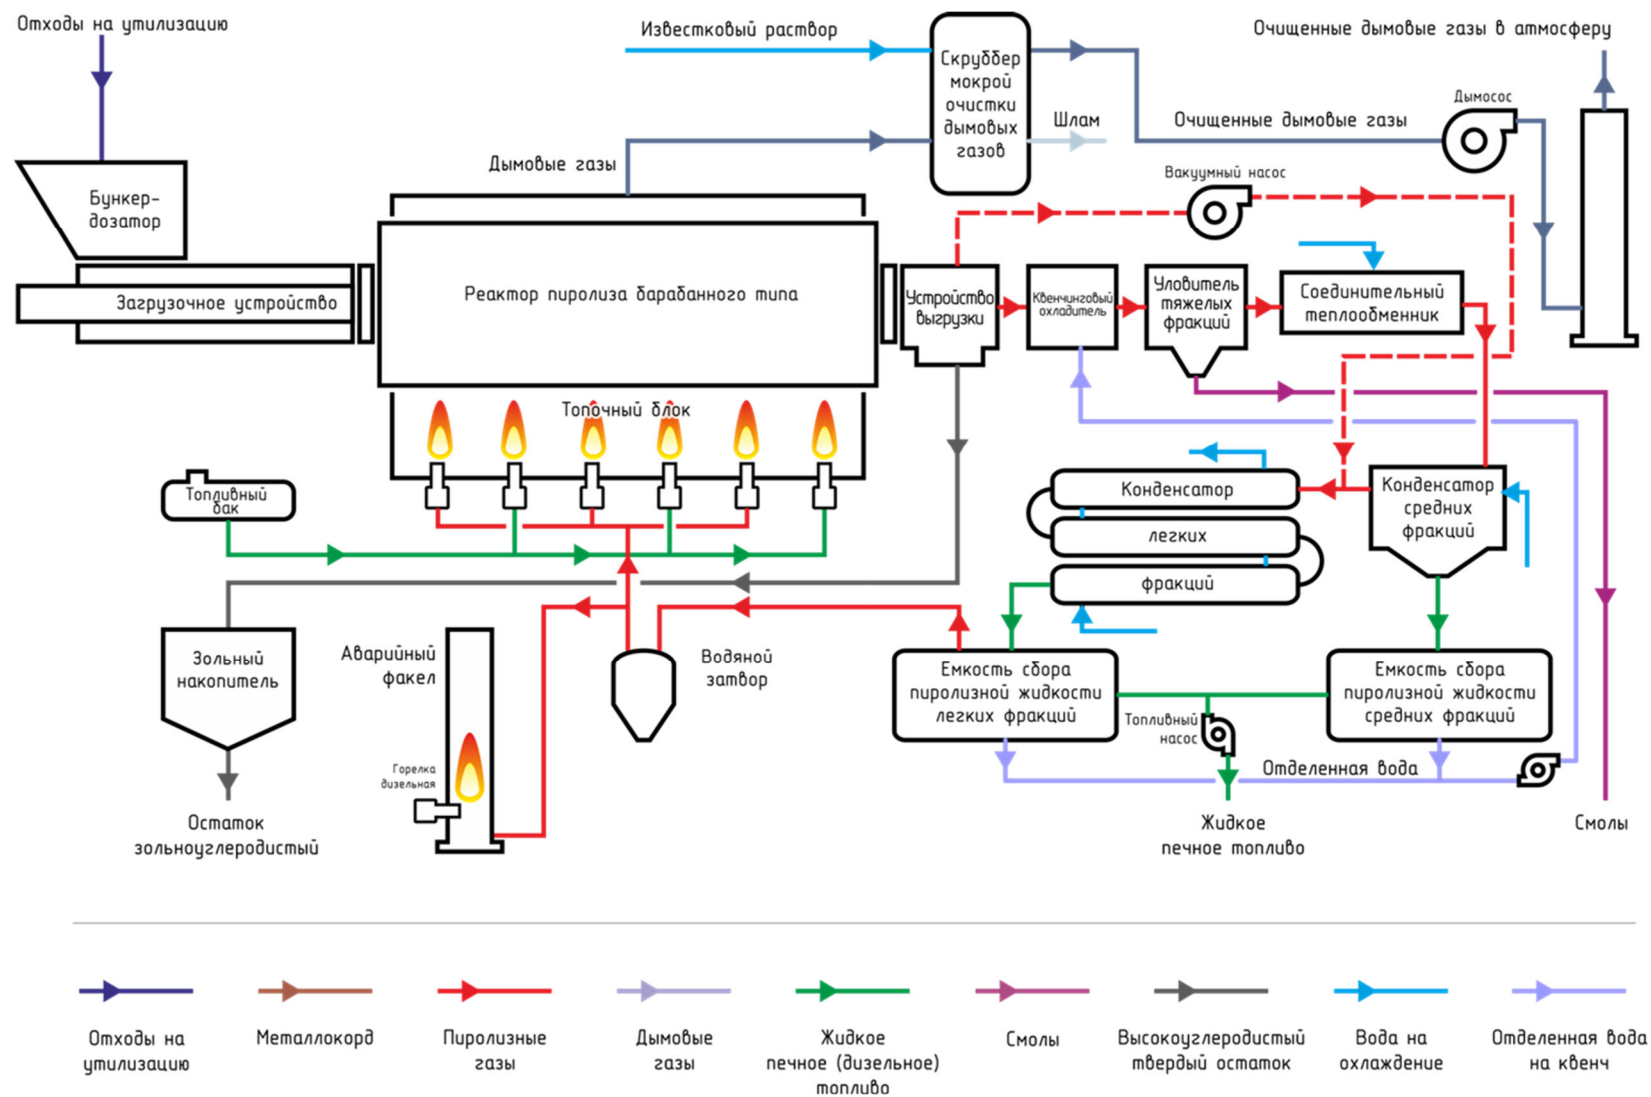 Отходы на утилизацию
Известковый раствор
Очищенные дымовые газы в атмосферу
Скруббер
мокрой
очистки
дымовых
газов
Дымосос
Шлам
Очищенные дымовые газы
Дымовые газы
Вакуумный насос
Бункер-
дозатор
Загрузочное устройство
Реактор пиролиза барабанного типа
Устройство
выгрузки
Квенчинговый
охладитель
Уловитель
тяжелых
фракций
Соединительный
теплообменник
Топочный блок
Топливный
бак
Конденсатор
легких
фракций
Конденсатор
средних
фракций
Зольный
накопитель
Аварийный
факел
Водяной
затвор
Емкость сбора
пиролизной жидкости
легких фракций
Емкость сбора
пиролизной жидкости
средних фракций
Топливный
насос
Горелка
дизельная
Отделенная вода
Остаток
зольноуглеродистый
Жидкое
печное топливо
Смолы
Отходы на
утилизацию
Металлокорд
Пиролизные
газы
Дымовые
газы
Жидкое
печное (дизельное)
топливо
Смолы
Высокоуглеродистый
твердый остаток
Вода на
охлаждение
Отделенная вода
на квенч